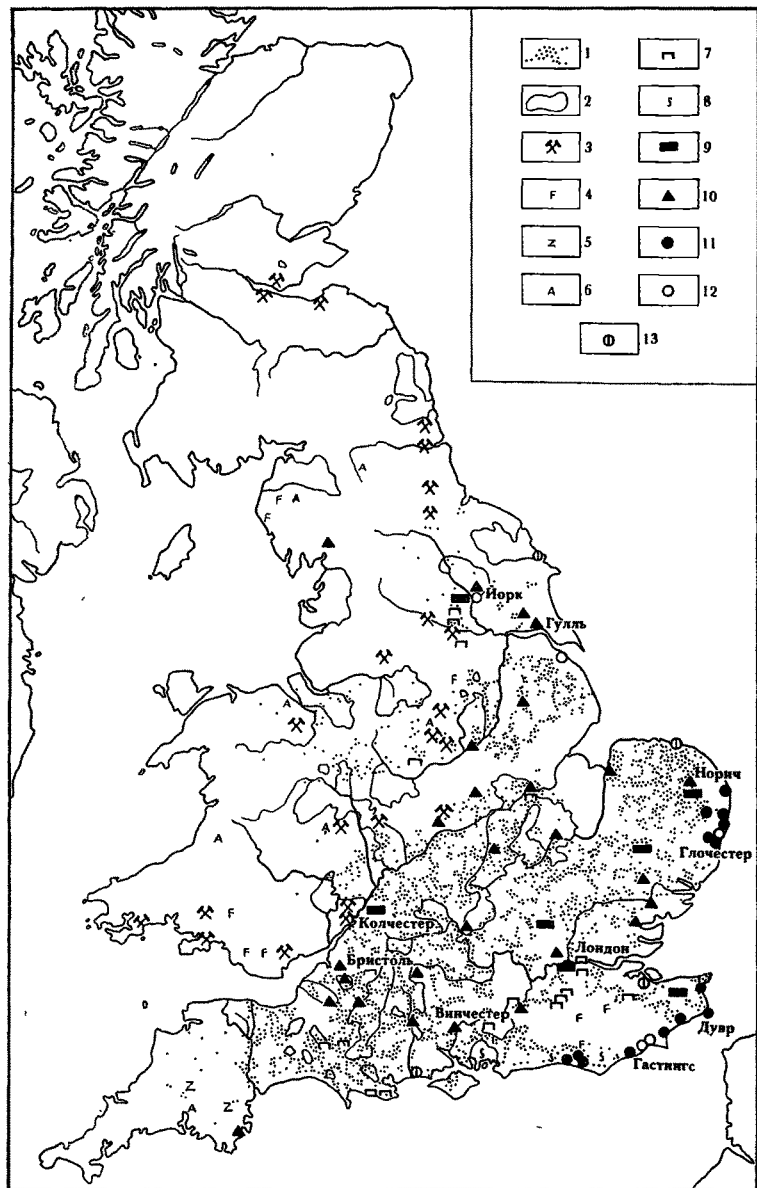 1 7
2 8
3 S
F 4 9
Z 5 10
A 6 11
12
13
A
F A
F
Йорк
Гулль
F
A
A
Норич
A
A
Глочестер
F
Колчестер
F F
Лондон
Бристоль
F F
Винчестер
Дувр
F
S S S
Гастингс
Z
A Z